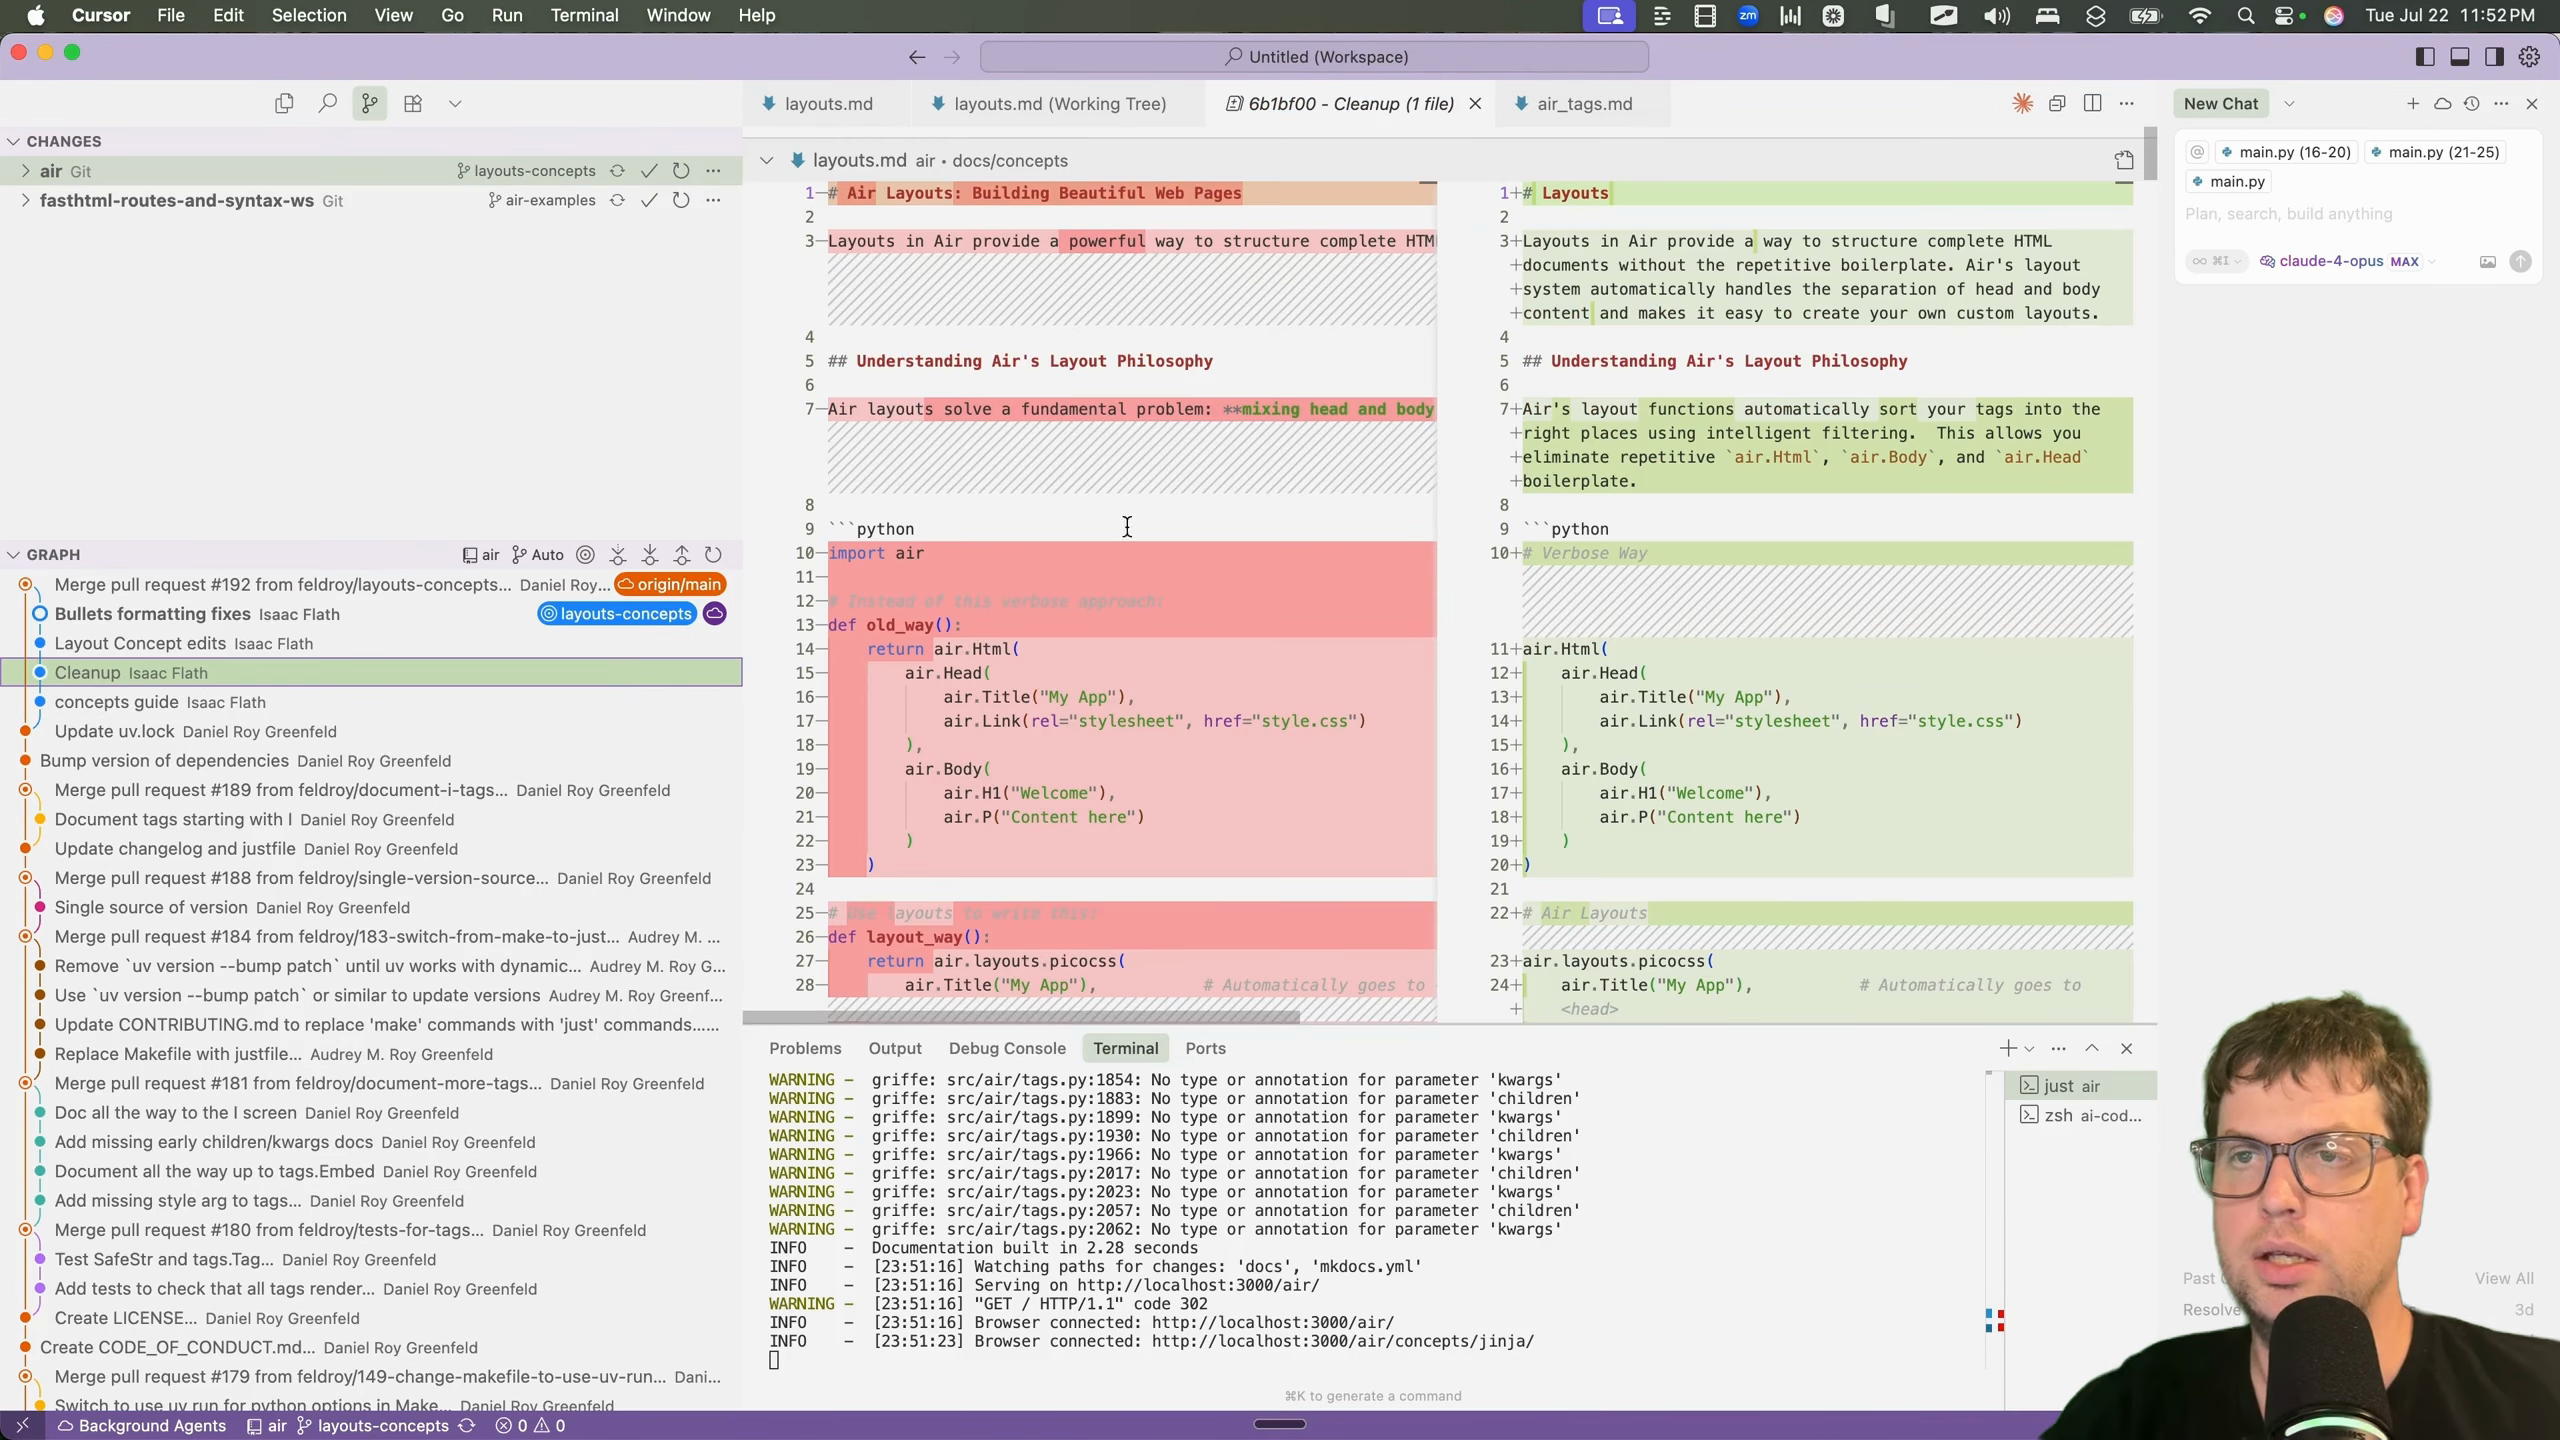 Cursor File Edit Selection View Go Run Terminal Window Help
zm
Tue Jul 22 11:52 PM
Untitled (Workspace)
layouts.md
layouts.md (Working Tree)
6b1bf00 - Cleanup (1 file)
air_tags.md
New Chat
CHANGES
air Git layouts-concepts
fasthtml-routes-and-syntax-ws Git air-examples
layouts.md air • docs/concepts
@ main.py (16-20) main.py (21-25)
main.py
Plan, search, build anything
∞ ⌘I claude-4-opus MAX
1 # Air Layouts: Building Beautiful Web Pages
2
3 Layouts in Air provide a powerful way to structure complete HTM
4
5 ## Understanding Air's Layout Philosophy
6
7 Air layouts solve a fundamental problem: **mixing head and body
8
9 ```python
10 import air
11
12 # Instead of this verbose approach:
13 def old_way():
14 return air.Html(
15 air.Head(
16 air.Title("My App"),
17 air.Link(rel="stylesheet", href="style.css")
18 ),
19 air.Body(
20 air.H1("Welcome"),
21 air.P("Content here")
22 )
23 )
24
25 # Use layouts to write this:
26 def layout_way():
27 return air.layouts.picocss(
28 air.Title("My App"), # Automatically goes to
1+ # Layouts
2
3+ Layouts in Air provide a way to structure complete HTML
+ documents without the repetitive boilerplate. Air's layout
+ system automatically handles the separation of head and body
+ content and makes it easy to create your own custom layouts.
4
5 ## Understanding Air's Layout Philosophy
6
7+ Air's layout functions automatically sort your tags into the
+ right places using intelligent filtering.  This allows you
+ eliminate repetitive `air.Html`, `air.Body`, and `air.Head`
+ boilerplate.
8
9 ```python
10+ # Verbose Way
11+ air.Html(
12+ air.Head(
13+ air.Title("My App"),
14+ air.Link(rel="stylesheet", href="style.css")
15+ ),
16+ air.Body(
17+ air.H1("Welcome"),
18+ air.P("Content here")
19+ )
20+ )
21
22+ # Air Layouts
23+ air.layouts.picocss(
24+ air.Title("My App"), # Automatically goes to
+ <head>
GRAPH air Auto
Merge pull request #192 from feldroy/layouts-concepts... Daniel Roy... origin/main
Bullets formatting fixes Isaac Flath layouts-concepts
Layout Concept edits Isaac Flath
Cleanup Isaac Flath
concepts guide Isaac Flath
Update uv.lock Daniel Roy Greenfeld
Bump version of dependencies Daniel Roy Greenfeld
Merge pull request #189 from feldroy/document-i-tags... Daniel Roy Greenfeld
Document tags starting with I Daniel Roy Greenfeld
Update changelog and justfile Daniel Roy Greenfeld
Merge pull request #188 from feldroy/single-version-source... Daniel Roy Greenfeld
Single source of version Daniel Roy Greenfeld
Merge pull request #184 from feldroy/183-switch-from-make-to-just... Audrey M. ...
Remove `uv version --bump patch` until uv works with dynamic... Audrey M. Roy G...
Use `uv version --bump patch` or similar to update versions Audrey M. Roy Greenf...
Update CONTRIBUTING.md to replace 'make' commands with 'just' commands......
Replace Makefile with justfile... Audrey M. Roy Greenfeld
Merge pull request #181 from feldroy/document-more-tags... Daniel Roy Greenfeld
Doc all the way to the I screen Daniel Roy Greenfeld
Add missing early children/kwargs docs Daniel Roy Greenfeld
Document all the way up to tags.Embed Daniel Roy Greenfeld
Add missing style arg to tags... Daniel Roy Greenfeld
Merge pull request #180 from feldroy/tests-for-tags... Daniel Roy Greenfeld
Test SafeStr and tags.Tag... Daniel Roy Greenfeld
Add tests to check that all tags render... Daniel Roy Greenfeld
Create LICENSE... Daniel Roy Greenfeld
Create CODE_OF_CONDUCT.md... Daniel Roy Greenfeld
Merge pull request #179 from feldroy/149-change-makefile-to-use-uv-run... Dani...
Switch to use uv run for python options in Make... Daniel Roy Greenfeld
Problems Output Debug Console Terminal Ports
WARNING - griffe: src/air/tags.py:1854: No type or annotation for parameter 'kwargs'
WARNING - griffe: src/air/tags.py:1883: No type or annotation for parameter 'children'
WARNING - griffe: src/air/tags.py:1899: No type or annotation for parameter 'kwargs'
WARNING - griffe: src/air/tags.py:1930: No type or annotation for parameter 'children'
WARNING - griffe: src/air/tags.py:1966: No type or annotation for parameter 'kwargs'
WARNING - griffe: src/air/tags.py:2017: No type or annotation for parameter 'children'
WARNING - griffe: src/air/tags.py:2023: No type or annotation for parameter 'kwargs'
WARNING - griffe: src/air/tags.py:2057: No type or annotation for parameter 'children'
WARNING - griffe: src/air/tags.py:2062: No type or annotation for parameter 'kwargs'
INFO - Documentation built in 2.28 seconds
INFO - [23:51:16] Watching paths for changes: 'docs', 'mkdocs.yml'
INFO - [23:51:16] Serving on http://localhost:3000/air/
WARNING - [23:51:16] "GET / HTTP/1.1" code 302
INFO - [23:51:16] Browser connected: http://localhost:3000/air/
INFO - [23:51:23] Browser connected: http://localhost:3000/air/concepts/jinja/
⌘K to generate a command
just air
zsh ai-cod...
Past
View All
Resolve
3d
Background Agents air layouts-concepts 0 0